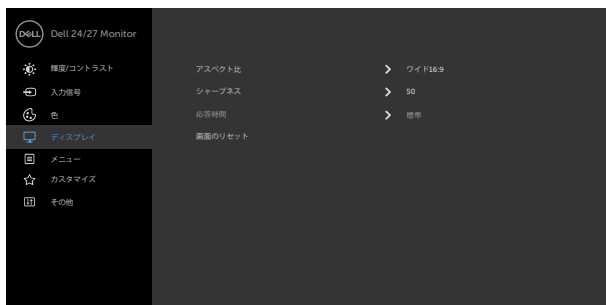 DELL Dell 24/27 Monitor
輝度/コントラスト
入力信号
色
ディスプレイ
メニュー
カスタマイズ
その他
アスペクト比 ワイド16:9
シャープネス 50
応答時間 標準
画面のリセット